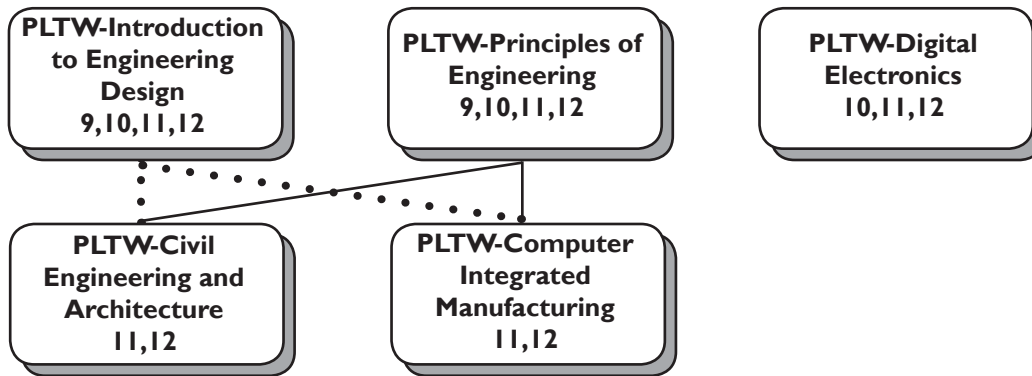 PLTW-Introduction
to Engineering
Design
9,10,11,12
PLTW-Principles of
Engineering
9,10,11,12
PLTW-Digital
Electronics
10,11,12
PLTW-Civil
Engineering and
Architecture
11,12
PLTW-Computer
Integrated
Manufacturing
11,12